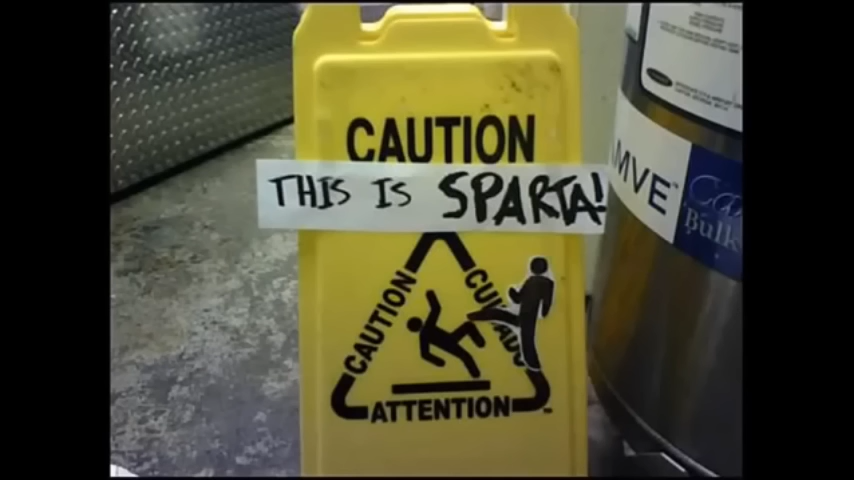 CAUTION
THIS IS SPARTA!
CAUTION
ATTENTION
MVE
Bulk